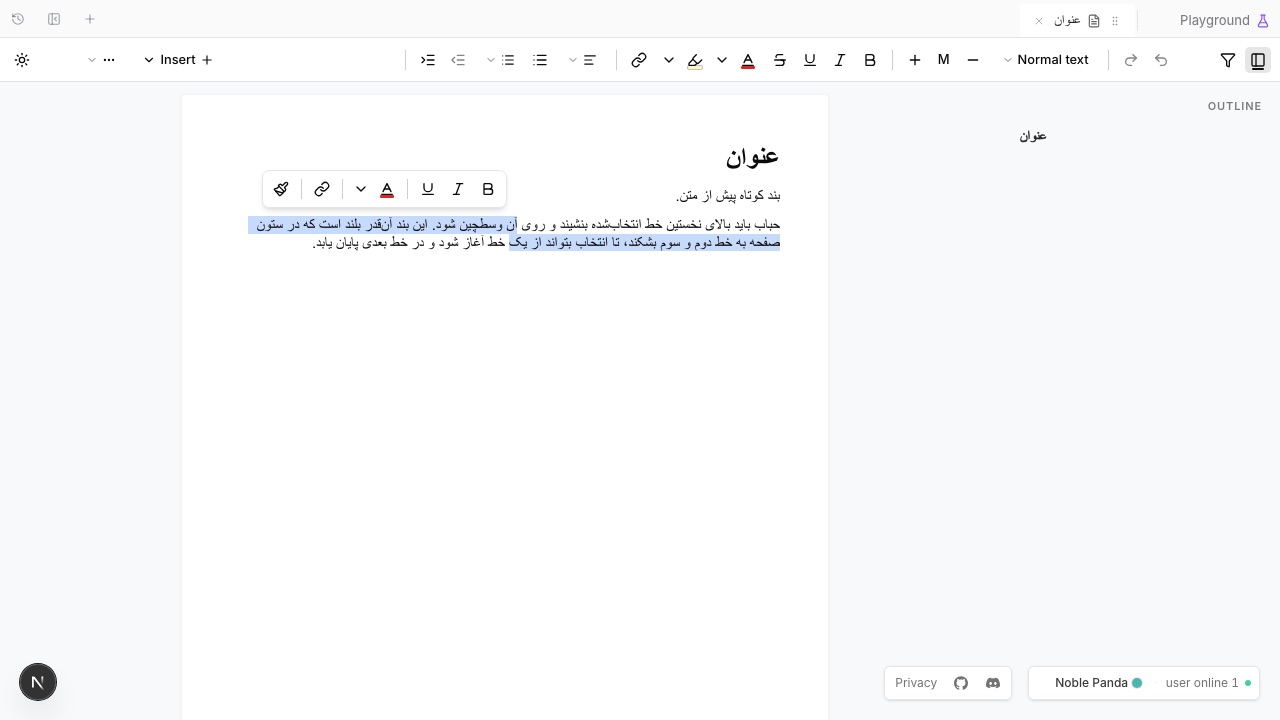 Playground
عنوان
Normal text
M
Insert
OUTLINE
عنوان
عنوان
بند کوتاه پیش از متن.
حباب باید بالای نخستین خط انتخاب‌شده بنشیند و روی آن وسط‌چین شود. این بند آن‌قدر بلند است که در ستون
صفحه به خط دوم و سوم بشکند، تا انتخاب بتواند از یک خط آغاز شود و در خط بعدی پایان یابد.
1 user online
Noble Panda
Privacy